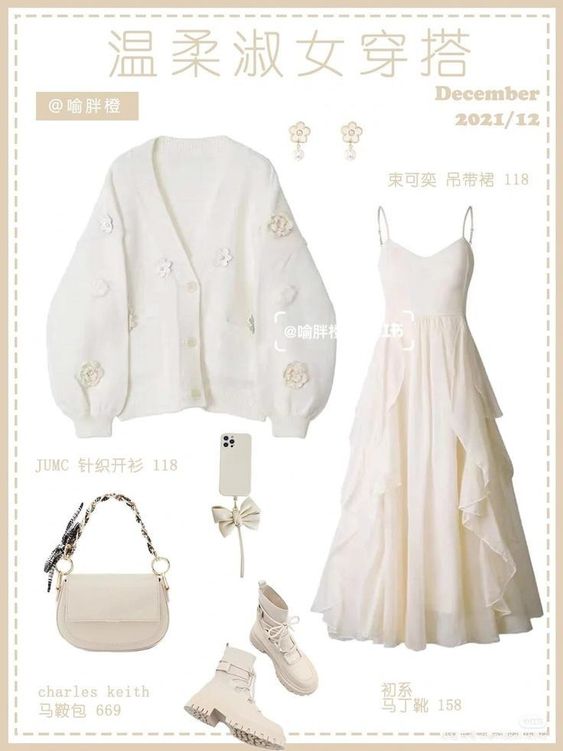 温柔淑女穿搭
@喻胖橙
December
2021/12
束可奕 吊带裙 118
@喻胖橙
JUMC 针织开衫 118
charles keith
马鞍包 669
初系
马丁靴 158